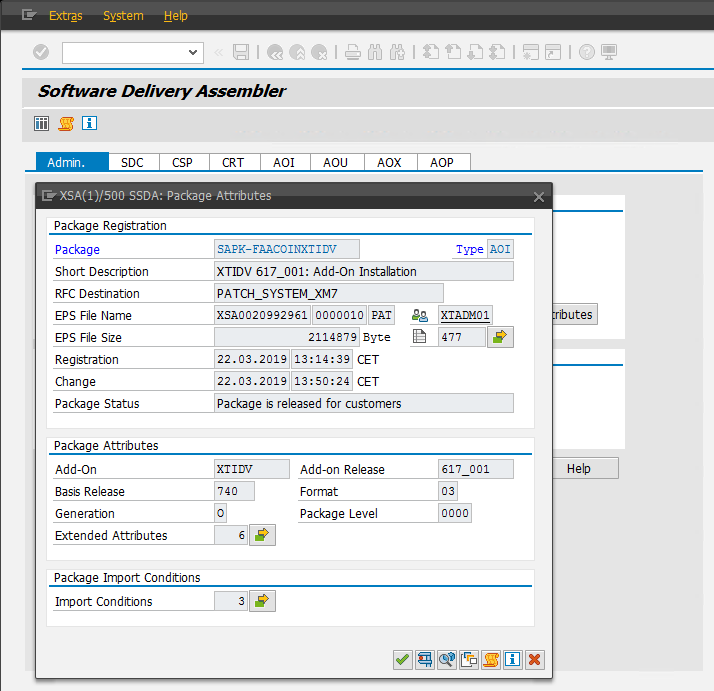 Extras System Help
Software Delivery Assembler
Admin. SDC CSP CRT AOI AOU AOX AOP
XSA(1)/500 SSDA: Package Attributes
Package Registration
Package SAPK-FAACOINXTIDV Type AOI
Short Description XTIDV 617_001: Add-On Installation
RFC Destination PATCH_SYSTEM_XM7
EPS File Name XSA0020992961 0000010 PAT XTADM01
ributes
EPS File Size 2114879 Byte 477
Registration 22.03.2019 13:14:39 CET
Change 22.03.2019 13:50:24 CET
Package Status Package is released for customers
Package Attributes
Add-On XTIDV Add-on Release 617_001
Help
Basis Release 740 Format 03
Generation O Package Level 0000
Extended Attributes 6
Package Import Conditions
Import Conditions 3